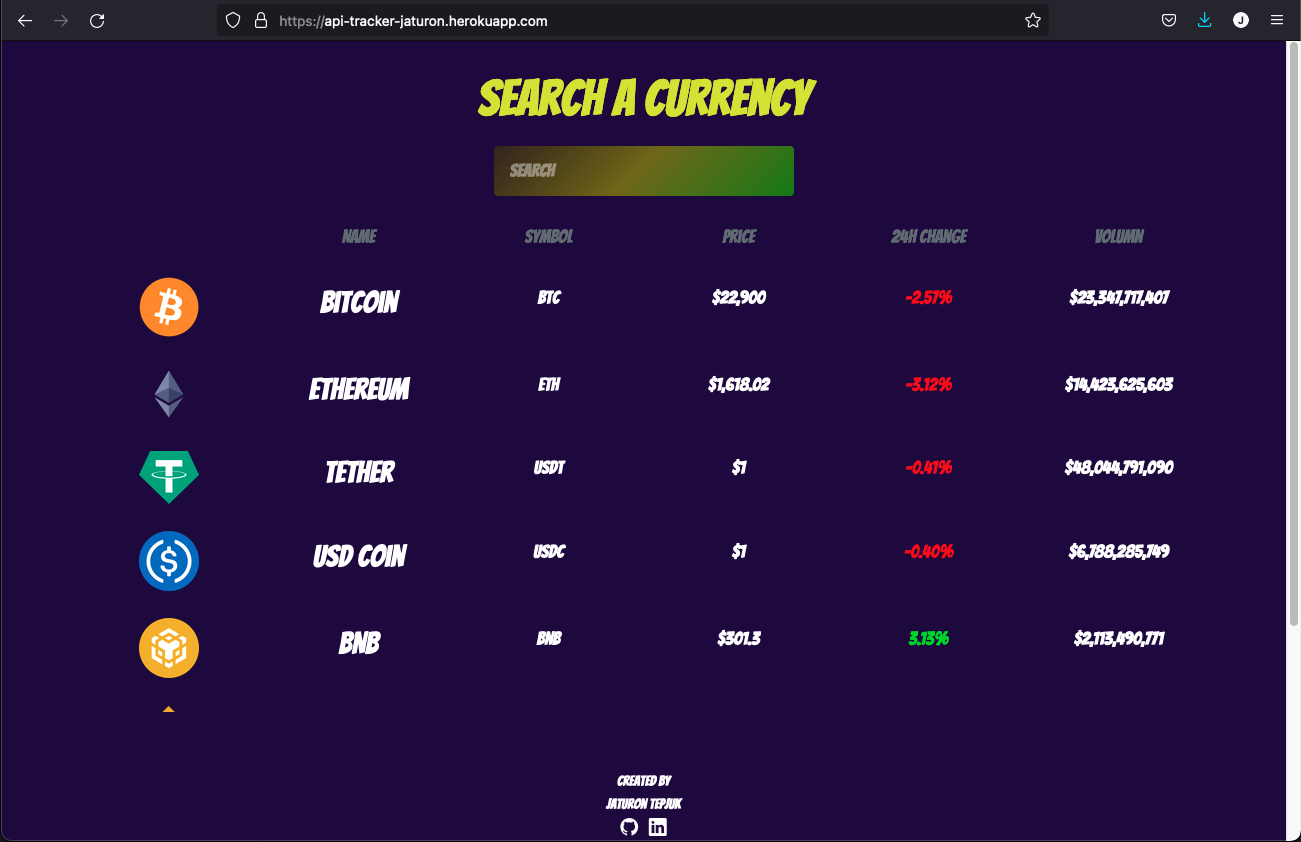 https://api-tracker-jaturon.herokuapp.com
J
SEARCH A CURRENCY
SEARCH
NAME SYMBOL PRICE 24H CHANGE VOLUMN
BITCOIN BTC $22,900 -2.57% $23,347,717,407
ETHEREUM ETH $1,618.02 -3.12% $14,423,625,603
TETHER USDT $1 -0.41% $48,044,791,090
USD COIN USDC $1 -0.40% $6,788,285,749
BNB BNB $301.3 3.13% $2,113,490,771
CREATED BY
JATURON TEPJUK
in